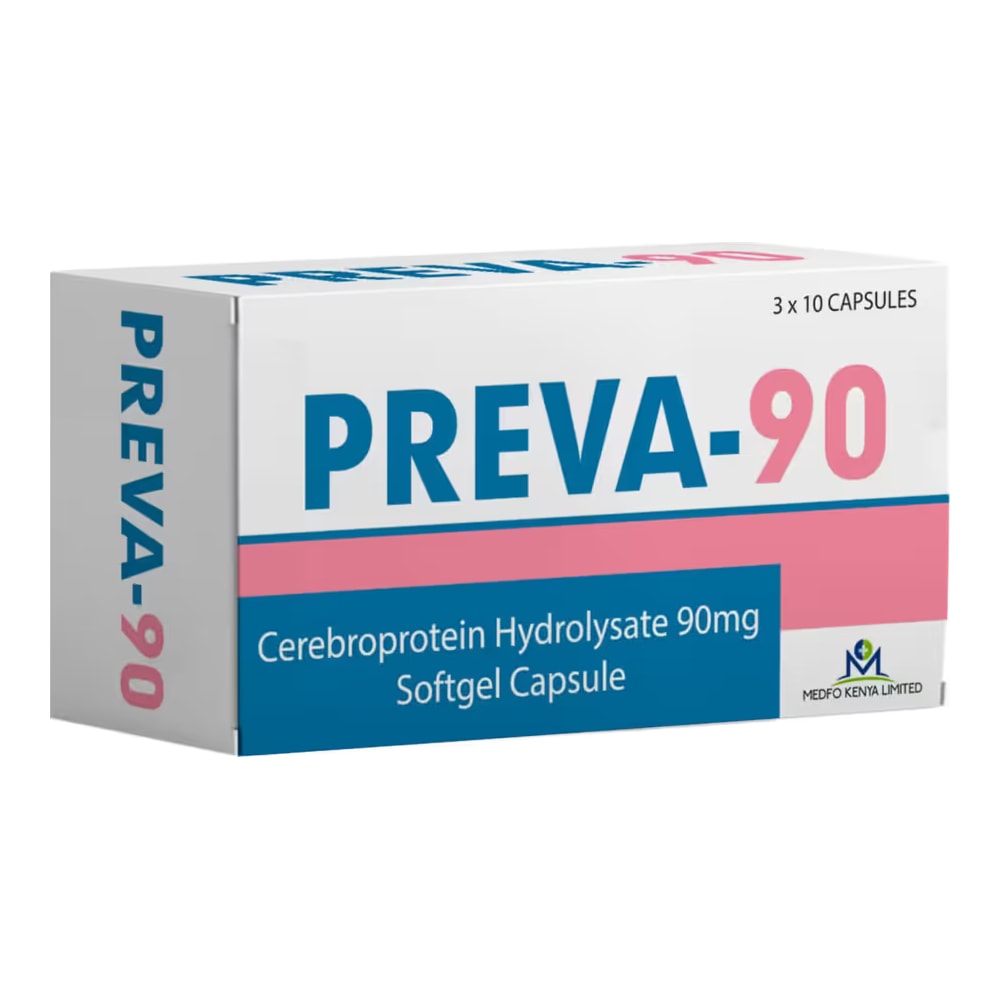 PREVA-90
PREVA-90
3 x 10 CAPSULES
PREVA-90
Cerebroprotein Hydrolysate 90mg
Softgel Capsule
M
MEDFO KENYA LIMITED